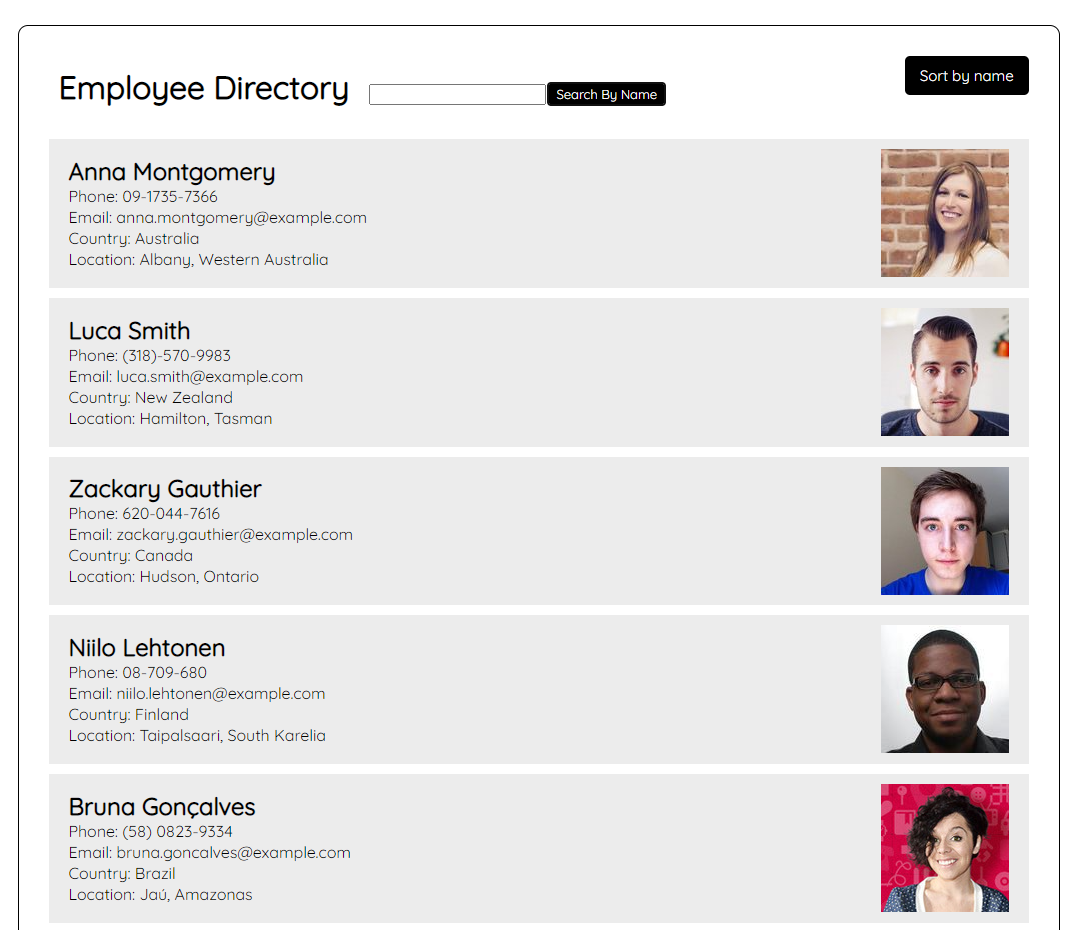 Employee Directory
Search By Name
Sort by name
Anna Montgomery
Phone: 09-1735-7366
Email: anna.montgomery@example.com
Country: Australia
Location: Albany, Western Australia
Luca Smith
Phone: (318)-570-9983
Email: luca.smith@example.com
Country: New Zealand
Location: Hamilton, Tasman
Zackary Gauthier
Phone: 620-044-7616
Email: zackary.gauthier@example.com
Country: Canada
Location: Hudson, Ontario
Niilo Lehtonen
Phone: 08-709-680
Email: niilo.lehtonen@example.com
Country: Finland
Location: Taipalsaari, South Karelia
Bruna Gonçalves
Phone: (58) 0823-9334
Email: bruna.goncalves@example.com
Country: Brazil
Location: Jaú, Amazonas